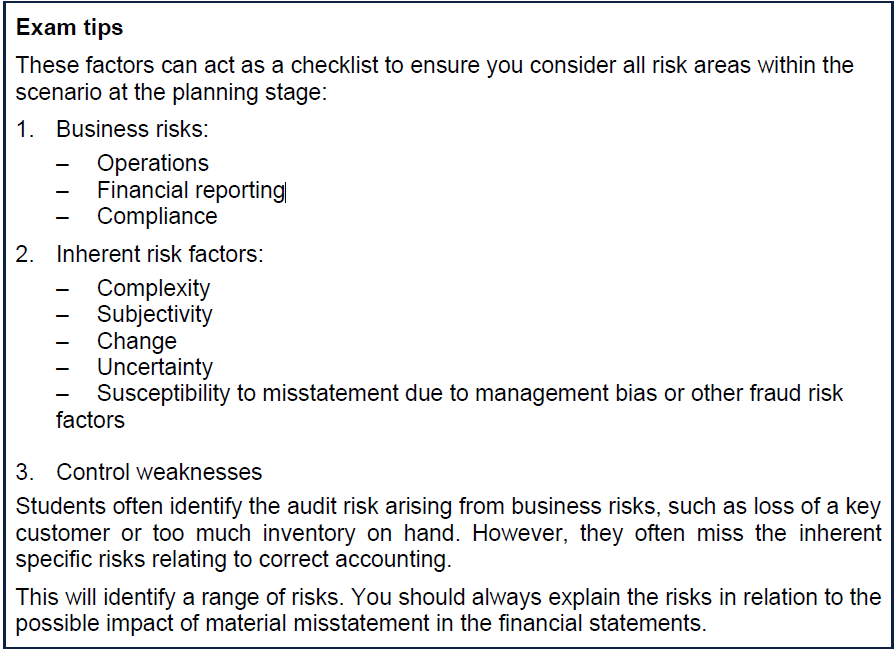 Exam tips
These factors can act as a checklist to ensure you consider all risk areas within the
scenario at the planning stage:
1. Business risks:
– Operations
– Financial reporting
– Compliance
2. Inherent risk factors:
– Complexity
– Subjectivity
– Change
– Uncertainty
– Susceptibility to misstatement due to management bias or other fraud risk
factors
3. Control weaknesses
Students often identify the audit risk arising from business risks, such as loss of a key
customer or too much inventory on hand. However, they often miss the inherent
specific risks relating to correct accounting.
This will identify a range of risks. You should always explain the risks in relation to the
possible impact of material misstatement in the financial statements.